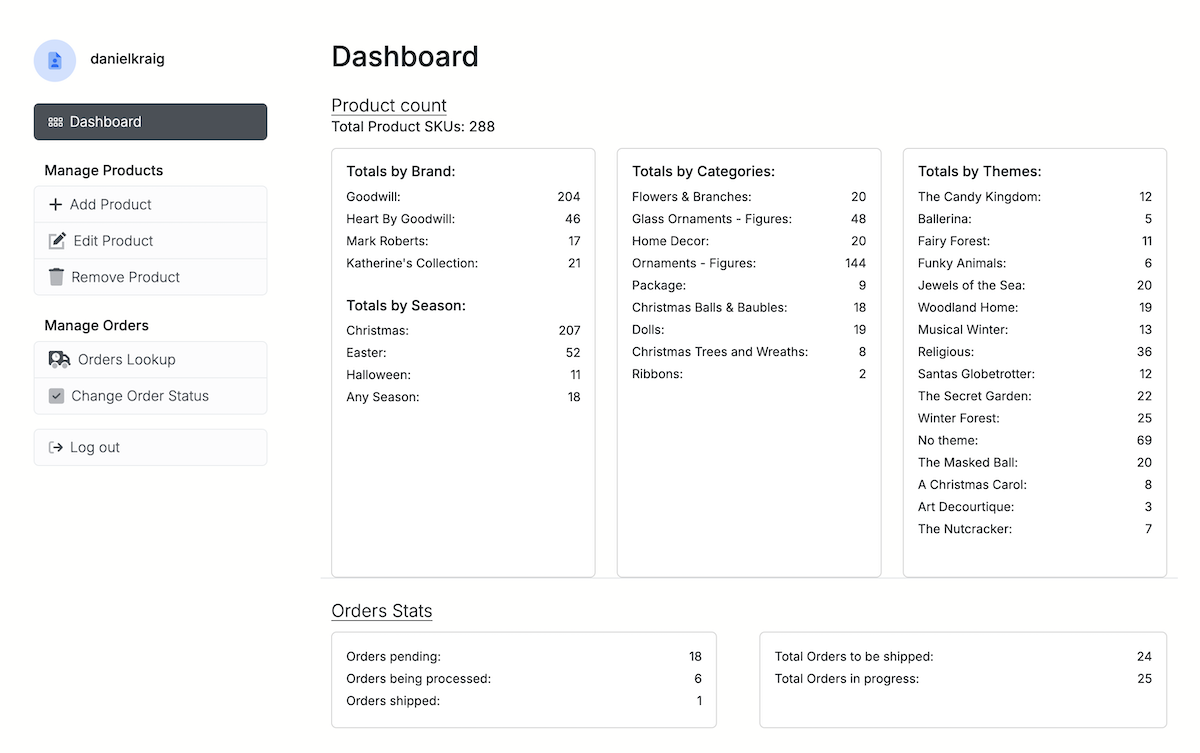 danielkraig
Dashboard
Manage Products
Add Product
Edit Product
Remove Product
Manage Orders
Orders Lookup
Change Order Status
Log out
Dashboard
Product count
Total Product SKUs: 288
Totals by Brand:
Goodwill: 204
Heart By Goodwill: 46
Mark Roberts: 17
Katherine's Collection: 21
Totals by Season:
Christmas: 207
Easter: 52
Halloween: 11
Any Season: 18
Totals by Categories:
Flowers & Branches: 20
Glass Ornaments - Figures: 48
Home Decor: 20
Ornaments - Figures: 144
Package: 9
Christmas Balls & Baubles: 18
Dolls: 19
Christmas Trees and Wreaths: 8
Ribbons: 2
Totals by Themes:
The Candy Kingdom: 12
Ballerina: 5
Fairy Forest: 11
Funky Animals: 6
Jewels of the Sea: 20
Woodland Home: 19
Musical Winter: 13
Religious: 36
Santas Globetrotter: 12
The Secret Garden: 22
Winter Forest: 25
No theme: 69
The Masked Ball: 20
A Christmas Carol: 8
Art Decourtique: 3
The Nutcracker: 7
Orders Stats
Orders pending: 18
Orders being processed: 6
Orders shipped: 1
Total Orders to be shipped: 24
Total Orders in progress: 25